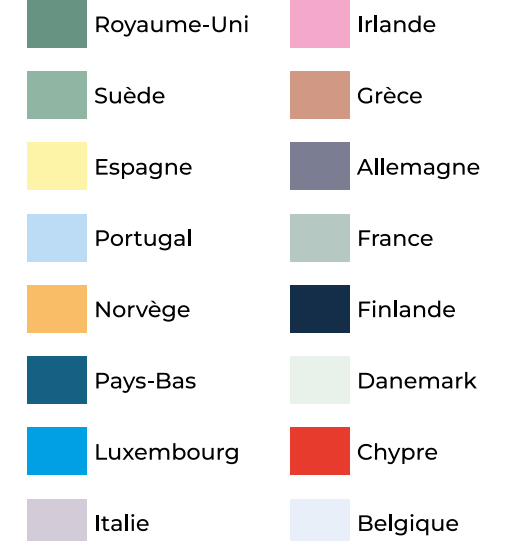 Royaume-Uni
Suède
Espagne
Portugal
Norvège
Pays-Bas
Luxembourg
Italie
Irlande
Grèce
Allemagne
France
Finlande
Danemark
Chypre
Belgique